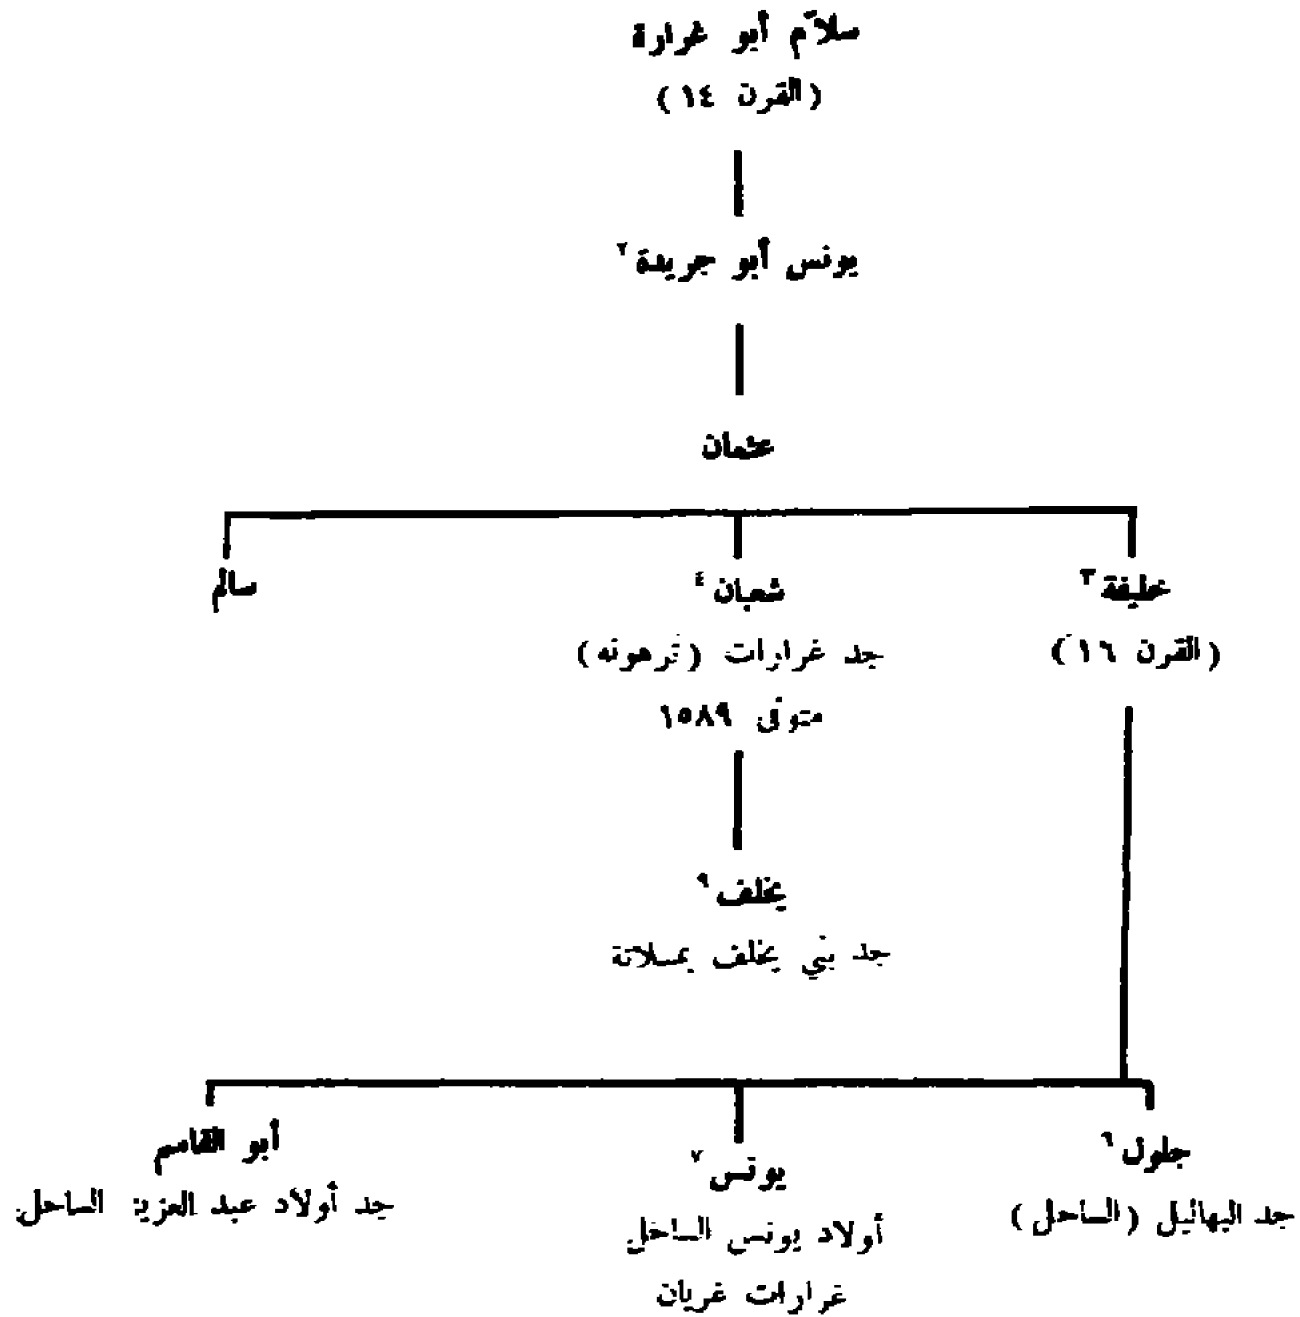 سلاّم أبو غرارة
(القرن ١٤)
يونس أبو جريدة ٢
عثمان
خليفة ٣
(القرن ١٦)
شعبان ٤
جد غرارات (ترهونه)
متوفى ١٥٨٩
سالم
يخلف ٩
جد بني يخلف بمسلاتة
جلول ٦
جد البهاليل (الساحل)
يونس ٧
أولاد يونس الساحل
غرارات غريان
أبو القاسم
جد أولاد عبد العزيز الساحل